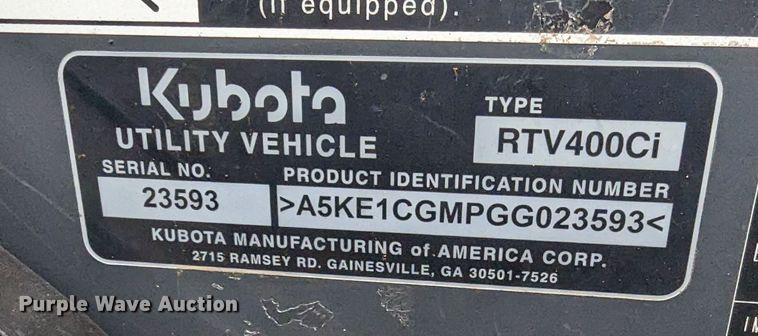 (if equipped).
Kubota
TYPE
UTILITY VEHICLE
RTV400Ci
SERIAL NO.
PRODUCT IDENTIFICATION NUMBER
23593
>A5KE1CGMPGG023593<
KUBOTA MANUFACTURING of AMERICA CORP.
2715 RAMSEY RD. GAINESVILLE, GA 30501-7526
Purple Wave Auction